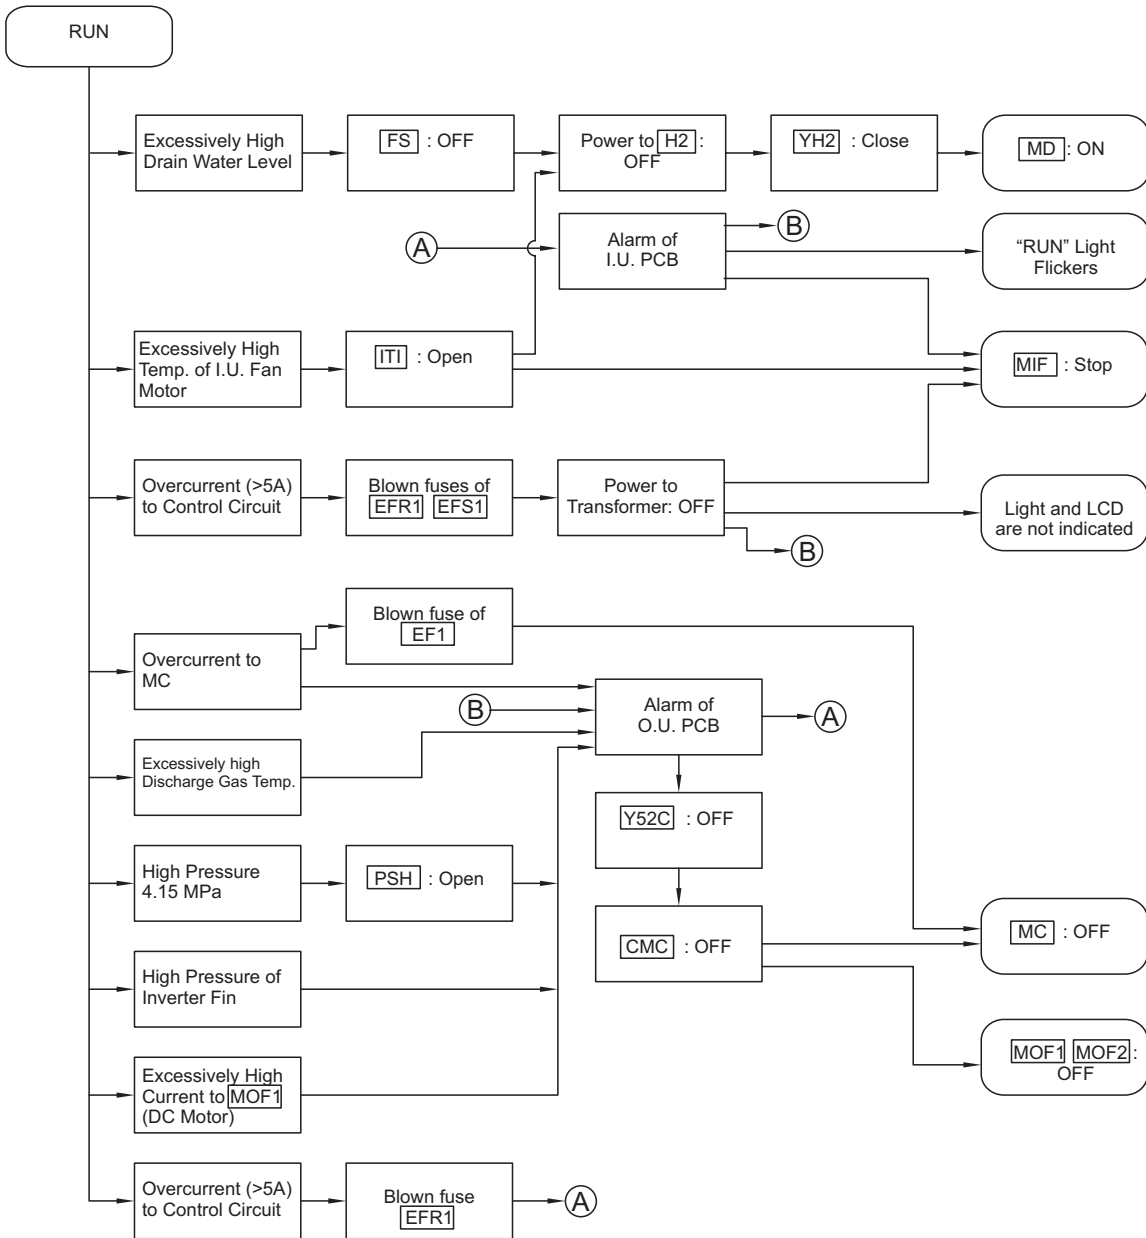 RUN
Excessively High
Drain Water Level
FS : OFF
Power to H2 :
OFF
YH2 : Close
MD : ON
A
Alarm of
I.U. PCB
B
“RUN” Light
Flickers
Excessively High
Temp. of I.U. Fan
Motor
ITI : Open
MIF : Stop
Overcurrent (>5A)
to Control Circuit
Blown fuses of
EFR1 EFS1
Power to
Transformer: OFF
Light and LCD
are not indicated
B
Overcurrent to
MC
Blown fuse of
EF1
B
Alarm of
O.U. PCB
A
Excessively high
Discharge Gas Temp.
Y52C : OFF
High Pressure
4.15 MPa
PSH : Open
CMC : OFF
MC : OFF
High Pressure of
Inverter Fin
MOF1 MOF2 :
OFF
Excessively High
Current to MOF1
(DC Motor)
Overcurrent (>5A)
to Control Circuit
Blown fuse
EFR1
A